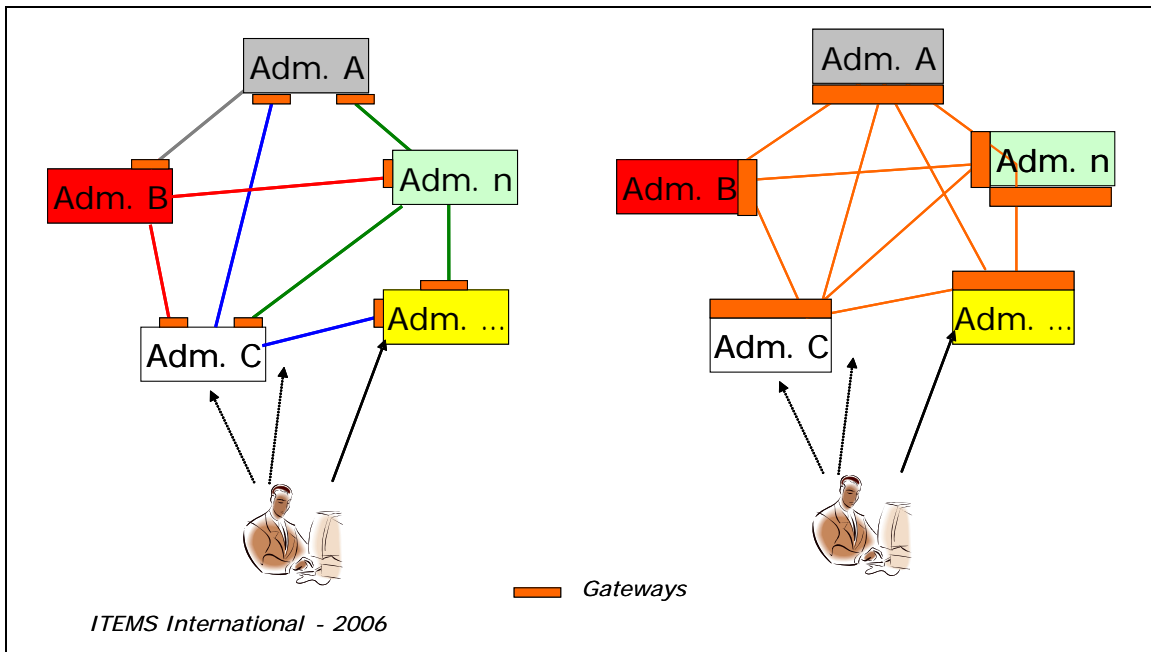 Adm. A
Adm. B
Adm. n
Adm. C
Adm. ...
Adm. A
Adm. B
Adm. n
Adm. C
Adm. ...
Gateways
ITEMS International - 2006